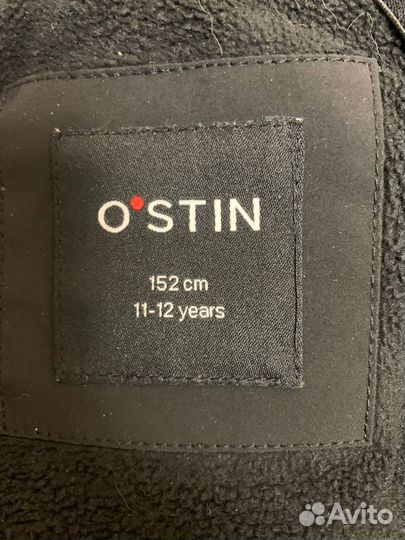 O'STIN
152 cm
11-12 years
Avito